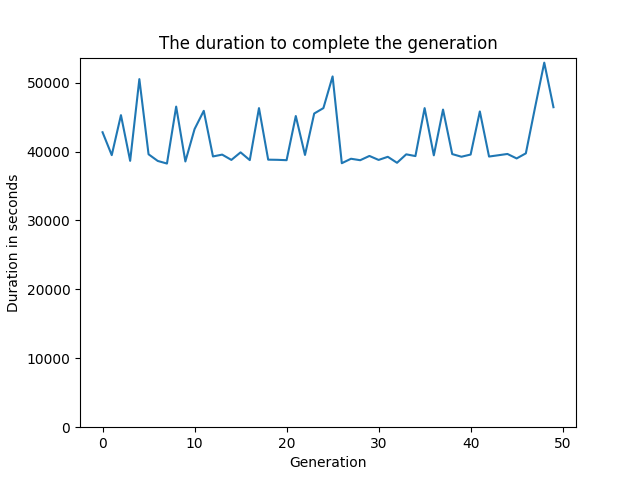 The duration to complete the generation
50000
40000
30000
20000
10000
0
Duration in seconds
0 10 20 30 40 50
Generation